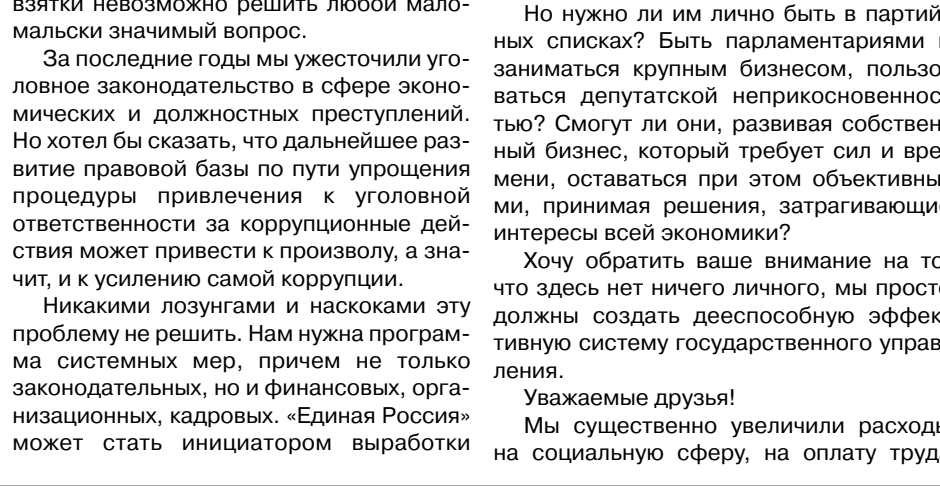 взятки невозможно решить любой мало-
мальски значимый вопрос.
За последние годы мы ужесточили уго-
ловное законодательство в сфере эконо-
мических и должностных преступлений.
Но хотел бы сказать, что дальнейшее раз-
витие правовой базы по пути упрощения
процедуры привлечения к уголовной
ответственности за коррупционные дей-
ствия может привести к произволу, а зна-
чит, и к усилению самой коррупции.
Никакими лозунгами и наскоками эту
проблему не решить. Нам нужна програм-
ма системных мер, причем не только
законодательных, но и финансовых, орга-
низационных, кадровых. «Единая Россия»
может стать инициатором выработки
Но нужно ли им лично быть в партий
ных списках? Быть парламентариями
заниматься крупным бизнесом, пользо
ваться депутатской неприкосновеннос
тью? Смогут ли они, развивая собствен
ный бизнес, который требует сил и вре
мени, оставаться при этом объективны
ми, принимая решения, затрагивающие
интересы всей экономики?
Хочу обратить ваше внимание на то
что здесь нет ничего личного, мы просто
должны создать дееспособную эффек
тивную систему государственного управ
ления.
Уважаемые друзья!
Мы существенно увеличили расходы
на социальную сферу, на оплату труда